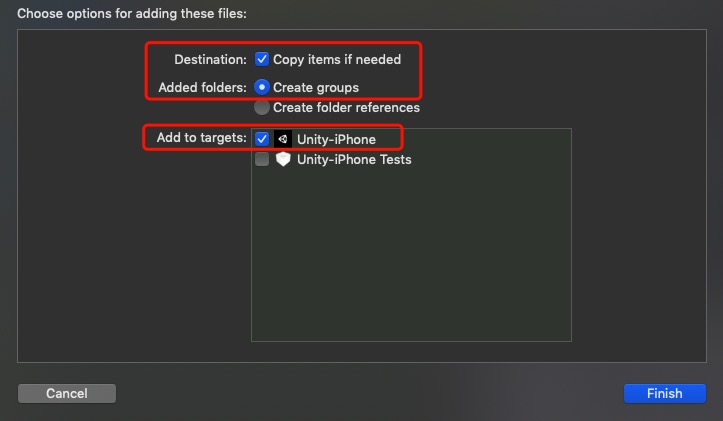 Choose options for adding these files:
Destination: Copy items if needed
Added folders: Create groups
Create folder references
Add to targets: Unity-iPhone
Unity-iPhone Tests
Cancel Finish